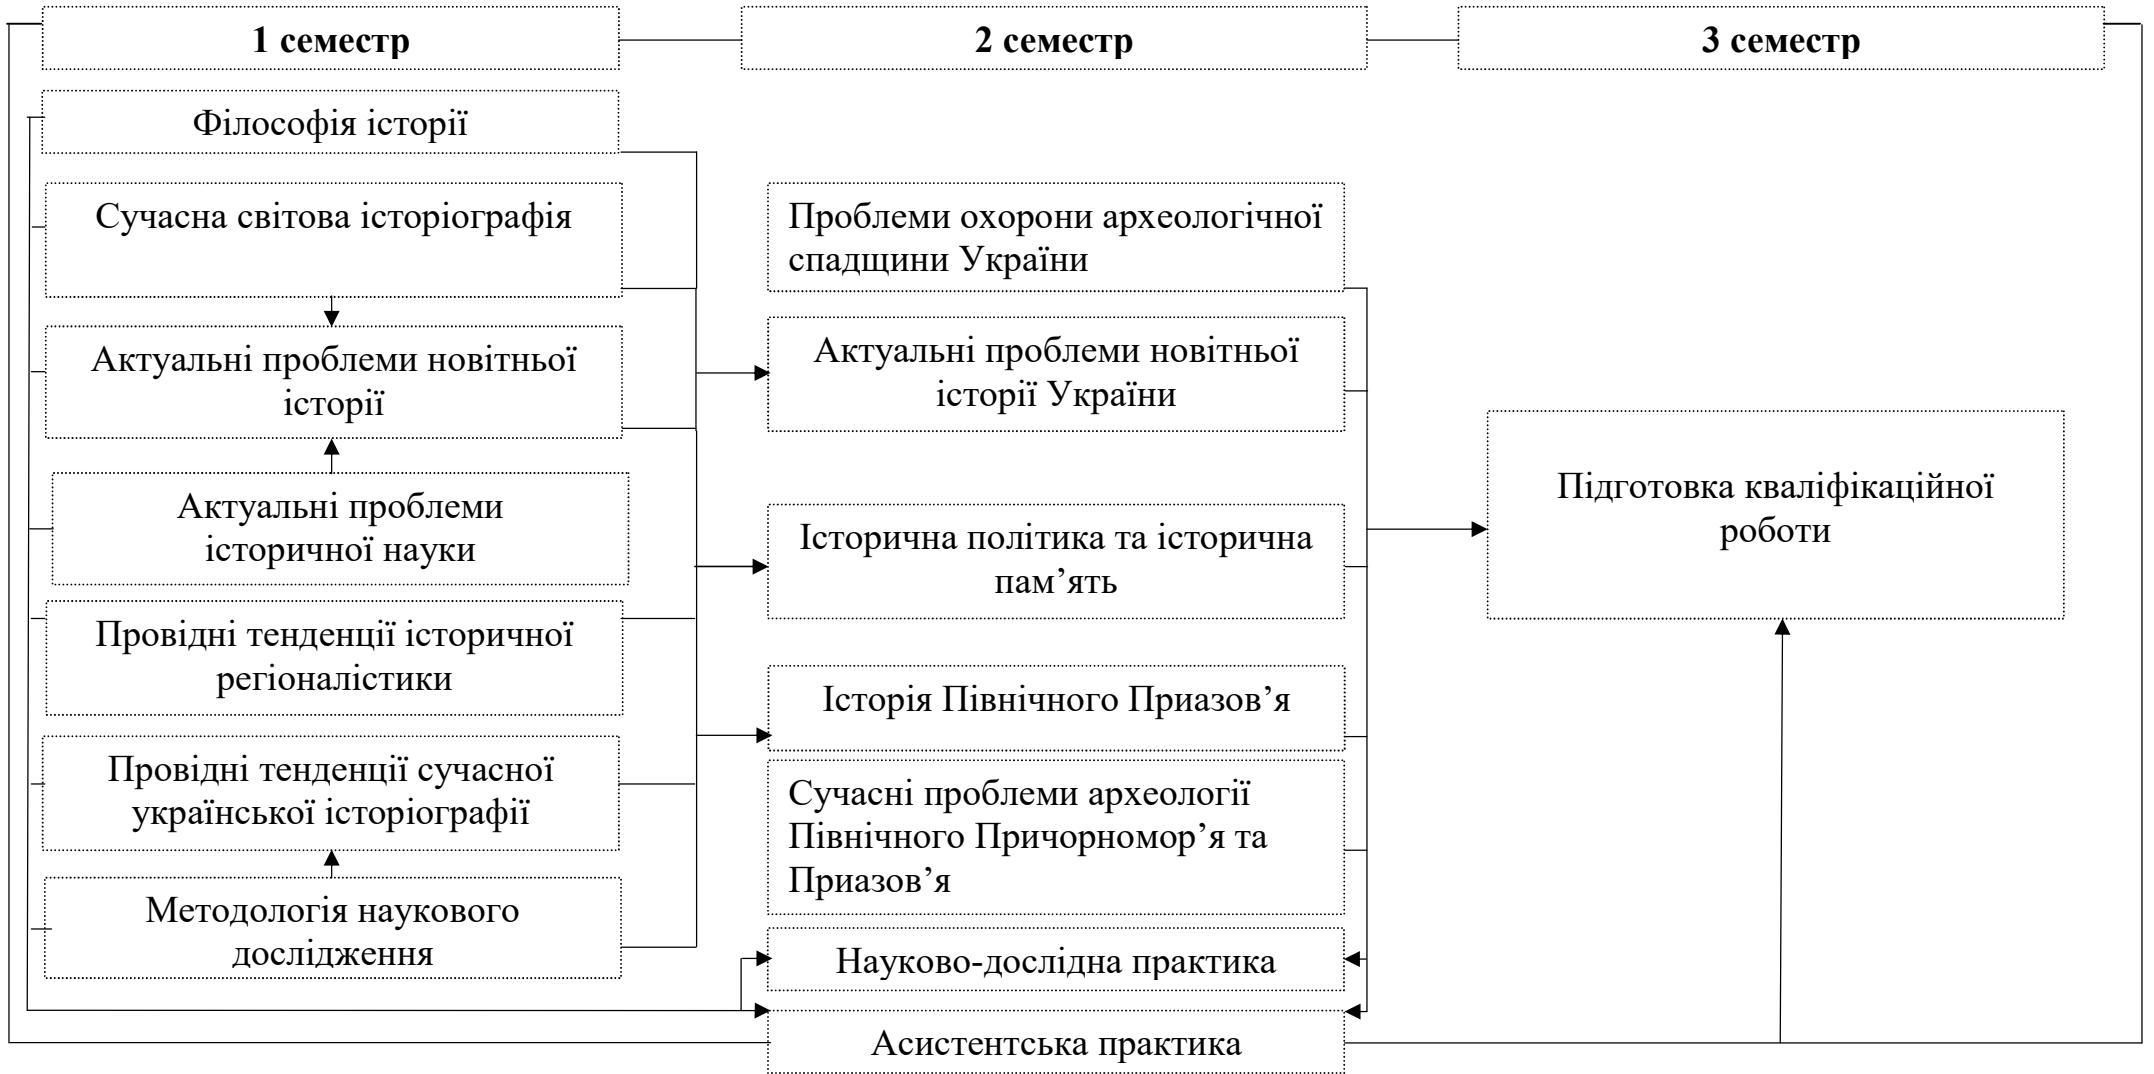 1 семестр
2 семестр
3 семестр
Філософія історії
Сучасна світова історіографія
Актуальні проблеми новітньої
історії
Актуальні проблеми
історичної науки
Провідні тенденції історичної
регіоналістики
Провідні тенденції сучасної
української історіографії
Методологія наукового
дослідження
Проблеми охорони археологічної
спадщини України
Актуальні проблеми новітньої
історії України
Історична політика та історична
пам’ять
Історія Північного Приазов’я
Сучасні проблеми археології
Північного Причорномор’я та
Приазов’я
Науково-дослідна практика
Асистентська практика
Підготовка кваліфікаційної
роботи